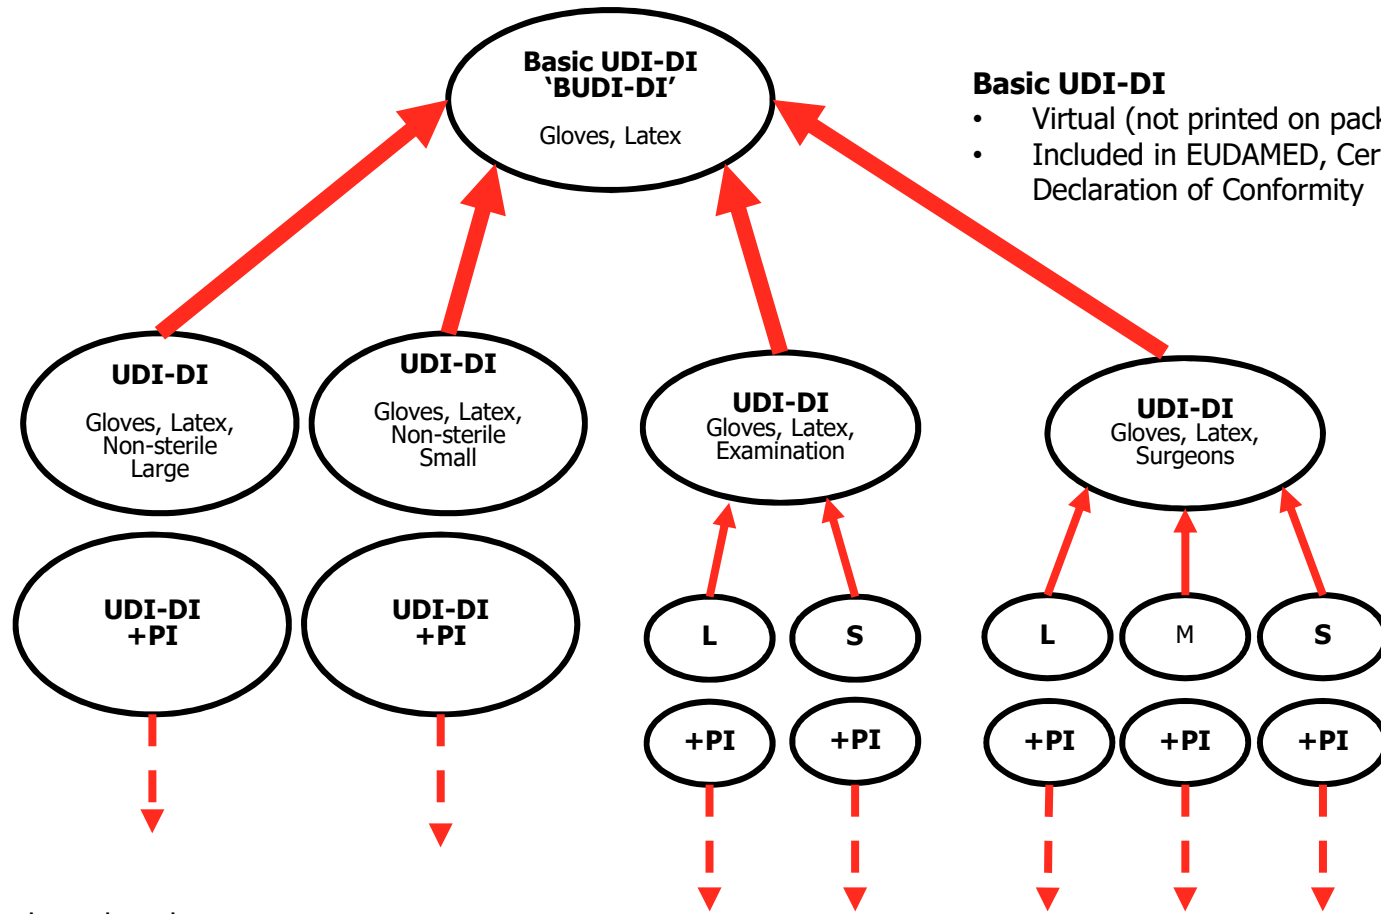 Basic UDI-DI
‘BUDI-DI’
Gloves, Latex
Basic UDI-DI
• Virtual (not printed on
• Included in EUDAMED,
Declaration of Conformity
UDI-DI
Gloves, Latex,
Non-sterile
Large
UDI-DI
Gloves, Latex,
Non-sterile
Small
UDI-DI
Gloves, Latex,
Examination
UDI-DI
Gloves, Latex,
Surgeons
UDI-DI
+PI
UDI-DI
+PI
L
S
L
M
S
+PI
+PI
+PI
+PI
+PI